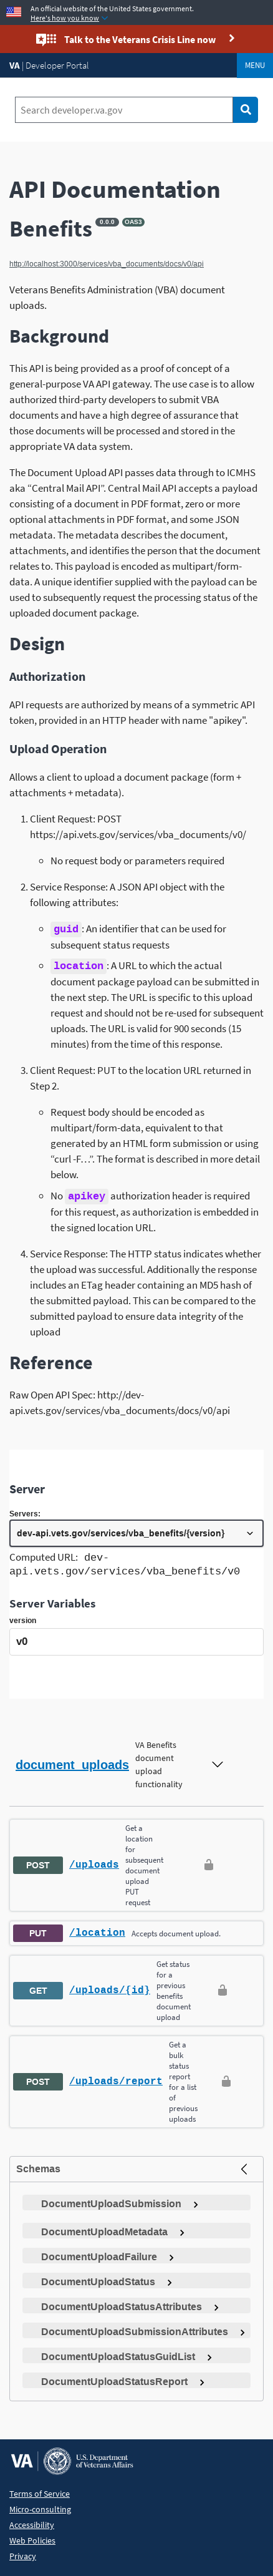 An official website of the United States government.
Here's how you know
Talk to the Veterans Crisis Line now
VA | Developer Portal
MENU
Search developer.va.gov
API Documentation
Benefits 0.0.0 OAS3
http://localhost:3000/services/vba_documents/docs/v0/api
Veterans Benefits Administration (VBA) document
uploads.
Background
This API is being provided as a proof of concept of a
general-purpose VA API gateway. The use case is to allow
authorized third-party developers to submit VBA
documents and have a high degree of assurance that
those documents will be processed and stored in the
appropriate VA data system.
The Document Upload API passes data through to ICMHS
aka “Central Mail API”. Central Mail API accepts a payload
consisting of a document in PDF format, zero or more
optional attachments in PDF format, and some JSON
metadata. The metadata describes the document,
attachments, and identifies the person that the document
relates to. This payload is encoded as multipart/form-
data. A unique identifier supplied with the payload can be
used to subsequently request the processing status of the
uploaded document package.
Design
Authorization
API requests are authorized by means of a symmetric API
token, provided in an HTTP header with name "apikey".
Upload Operation
Allows a client to upload a document package (form +
attachments + metadata).
1. Client Request: POST
https://api.vets.gov/services/vba_documents/v0/
No request body or parameters required
2. Service Response: A JSON API object with the
following attributes:
guid: An identifier that can be used for
subsequent status requests
location: A URL to which the actual
document package payload can be submitted in
the next step. The URL is specific to this upload
request and should not be re-used for subsequent
uploads. The URL is valid for 900 seconds (15
minutes) from the time of this response.
3. Client Request: PUT to the location URL returned in
Step 2.
Request body should be encoded as
multipart/form-data, equivalent to that
generated by an HTML form submission or using
“curl -F…”. The format is described in more detail
below.
No apikey authorization header is required
for this request, as authorization is embedded in
the signed location URL.
4. Service Response: The HTTP status indicates whether
the upload was successful. Additionally the response
includes an ETag header containing an MD5 hash of
the submitted payload. This can be compared to the
submitted payload to ensure data integrity of the
upload
Reference
Raw Open API Spec: http://dev-
api.vets.gov/services/vba_documents/docs/v0/api
Server
Servers:
dev-api.vets.gov/services/vba_benefits/{version}
Computed URL: dev-
api.vets.gov/services/vba_benefits/v0
Server Variables
version
v0
document_uploads
VA Benefits
document
upload
functionality
POST /uploads
Get a
location
for
subsequent
document
upload
PUT
request
PUT /location Accepts document upload.
GET /uploads/{id}
Get status
for a
previous
benefits
document
upload
POST /uploads/report
Get a
bulk
status
report
for a list
of
previous
uploads
Schemas
DocumentUploadSubmission
DocumentUploadMetadata
DocumentUploadFailure
DocumentUploadStatus
DocumentUploadStatusAttributes
DocumentUploadSubmissionAttributes
DocumentUploadStatusGuidList
DocumentUploadStatusReport
VA U.S. Department
of Veterans Affairs
Terms of Service
Micro-consulting
Accessibility
Web Policies
Privacy